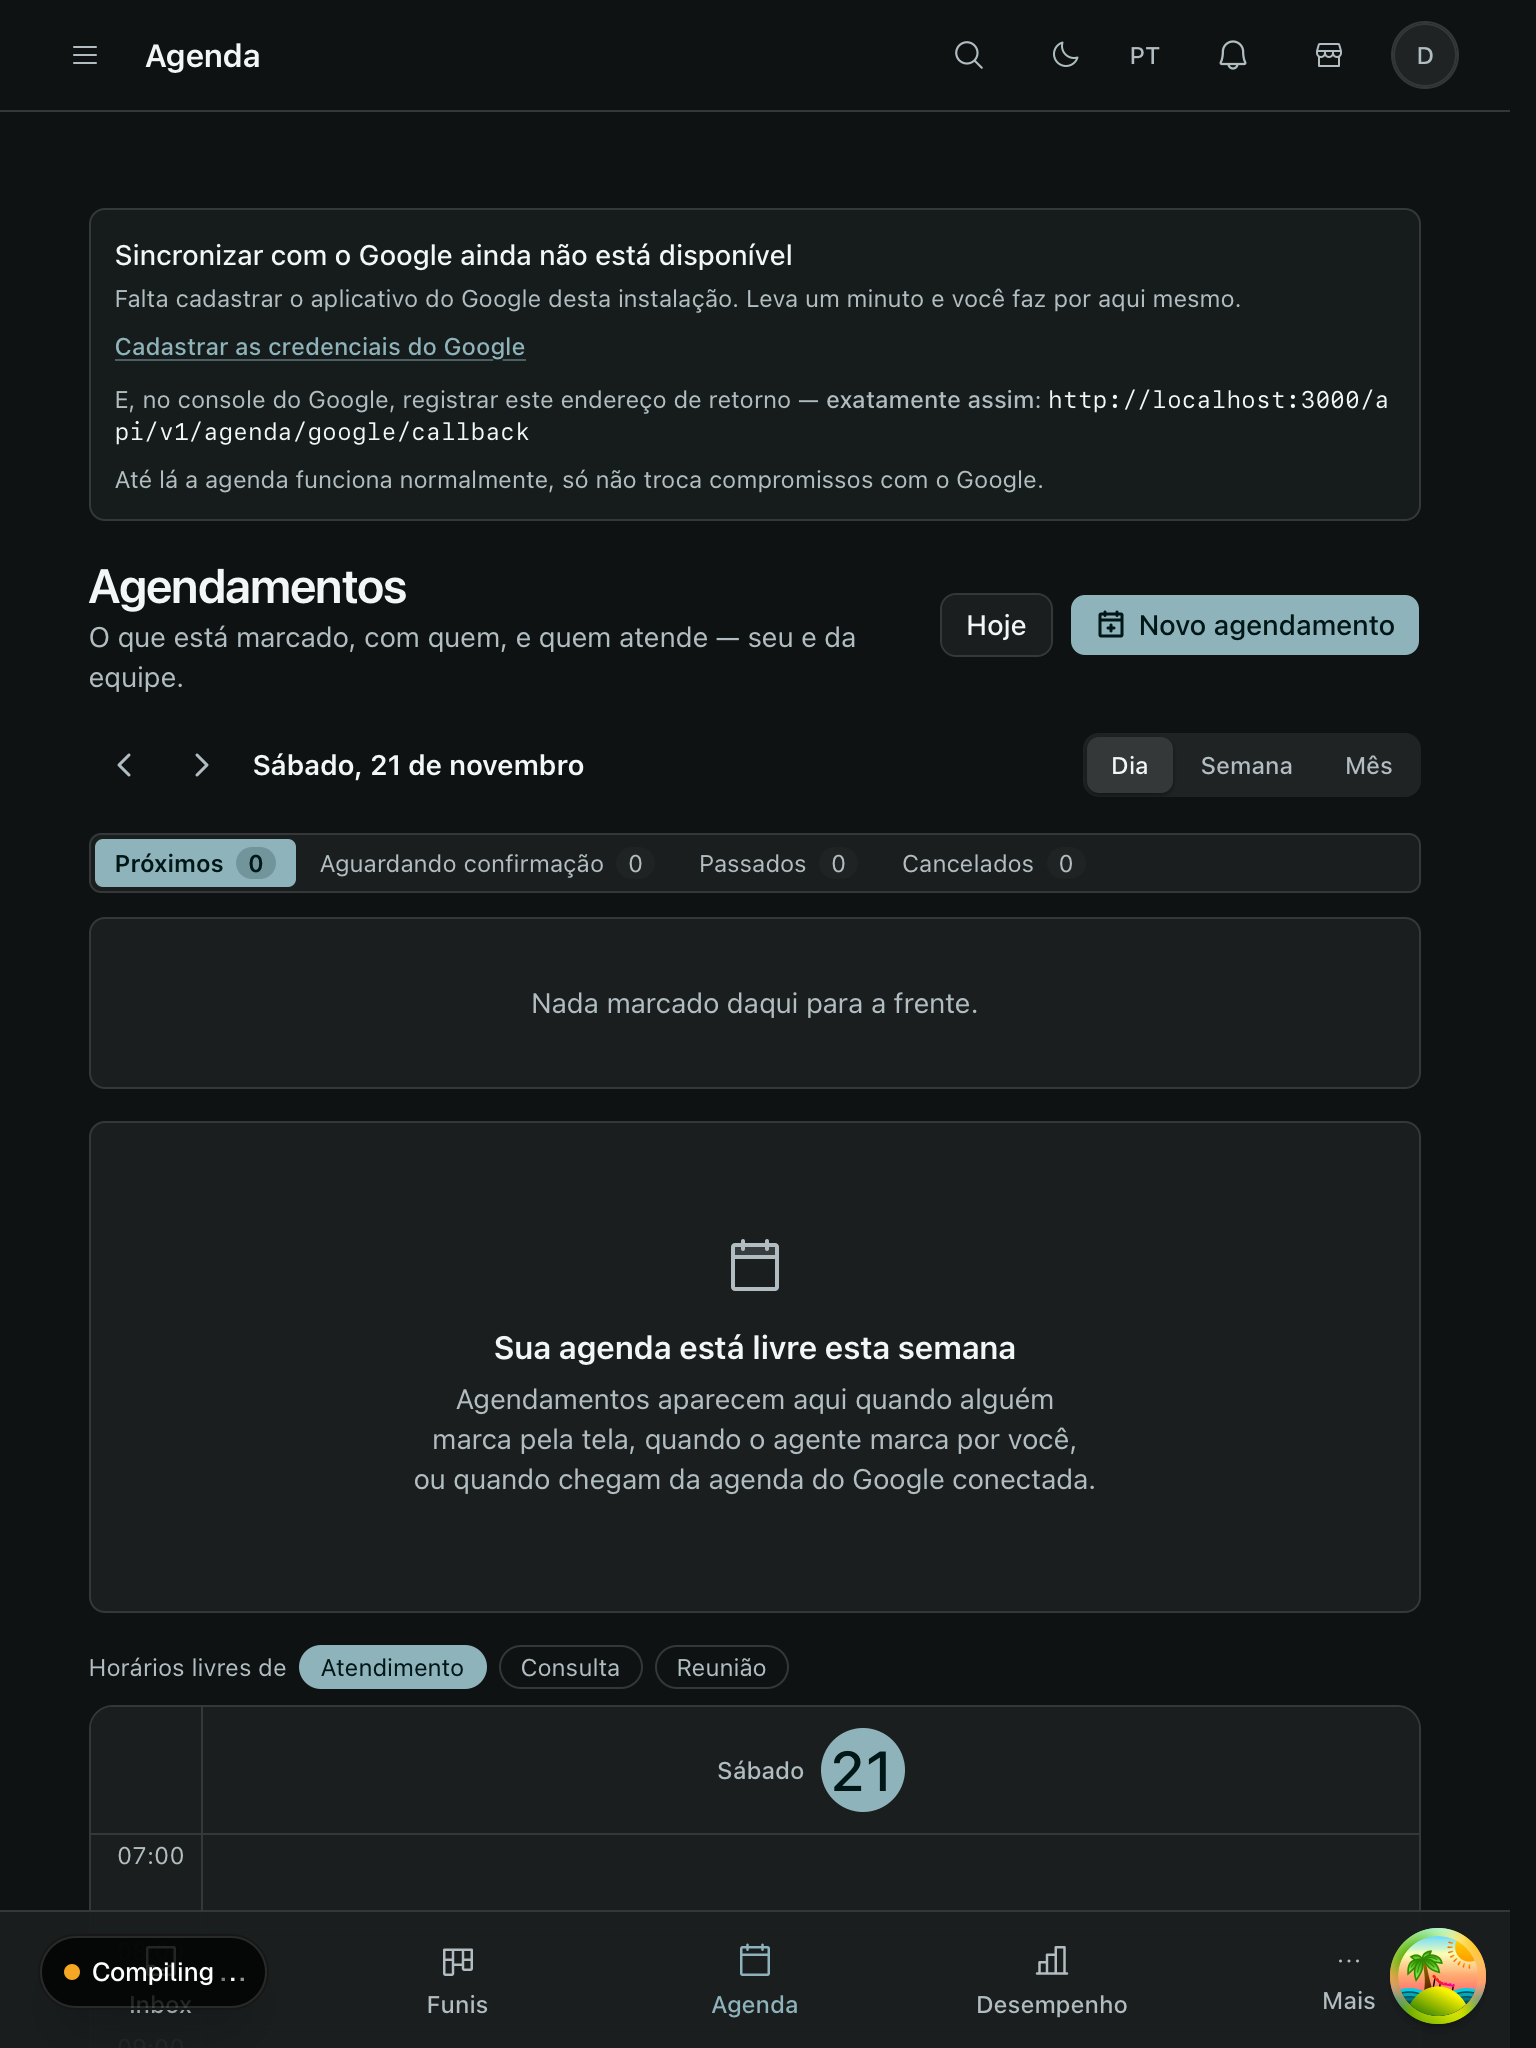 Agenda
PT
D
Sincronizar com o Google ainda não está disponível
Falta cadastrar o aplicativo do Google desta instalação. Leva um minuto e você faz por aqui mesmo.
Cadastrar as credenciais do Google
E, no console do Google, registrar este endereço de retorno — exatamente assim: http://localhost:3000/a
pi/v1/agenda/google/callback
Até lá a agenda funciona normalmente, só não troca compromissos com o Google.
Agendamentos
O que está marcado, com quem, e quem atende — seu e da
equipe.
Hoje
Novo agendamento
Sábado, 21 de novembro
Dia
Semana
Mês
Próximos 0
Aguardando confirmação 0
Passados 0
Cancelados 0
Nada marcado daqui para a frente.
Sua agenda está livre esta semana
Agendamentos aparecem aqui quando alguém
marca pela tela, quando o agente marca por você,
ou quando chegam da agenda do Google conectada.
Horários livres de
Atendimento
Consulta
Reunião
Sábado 21
07:00
Compiling ...
Inbox
Funis
Agenda
Desempenho
Mais